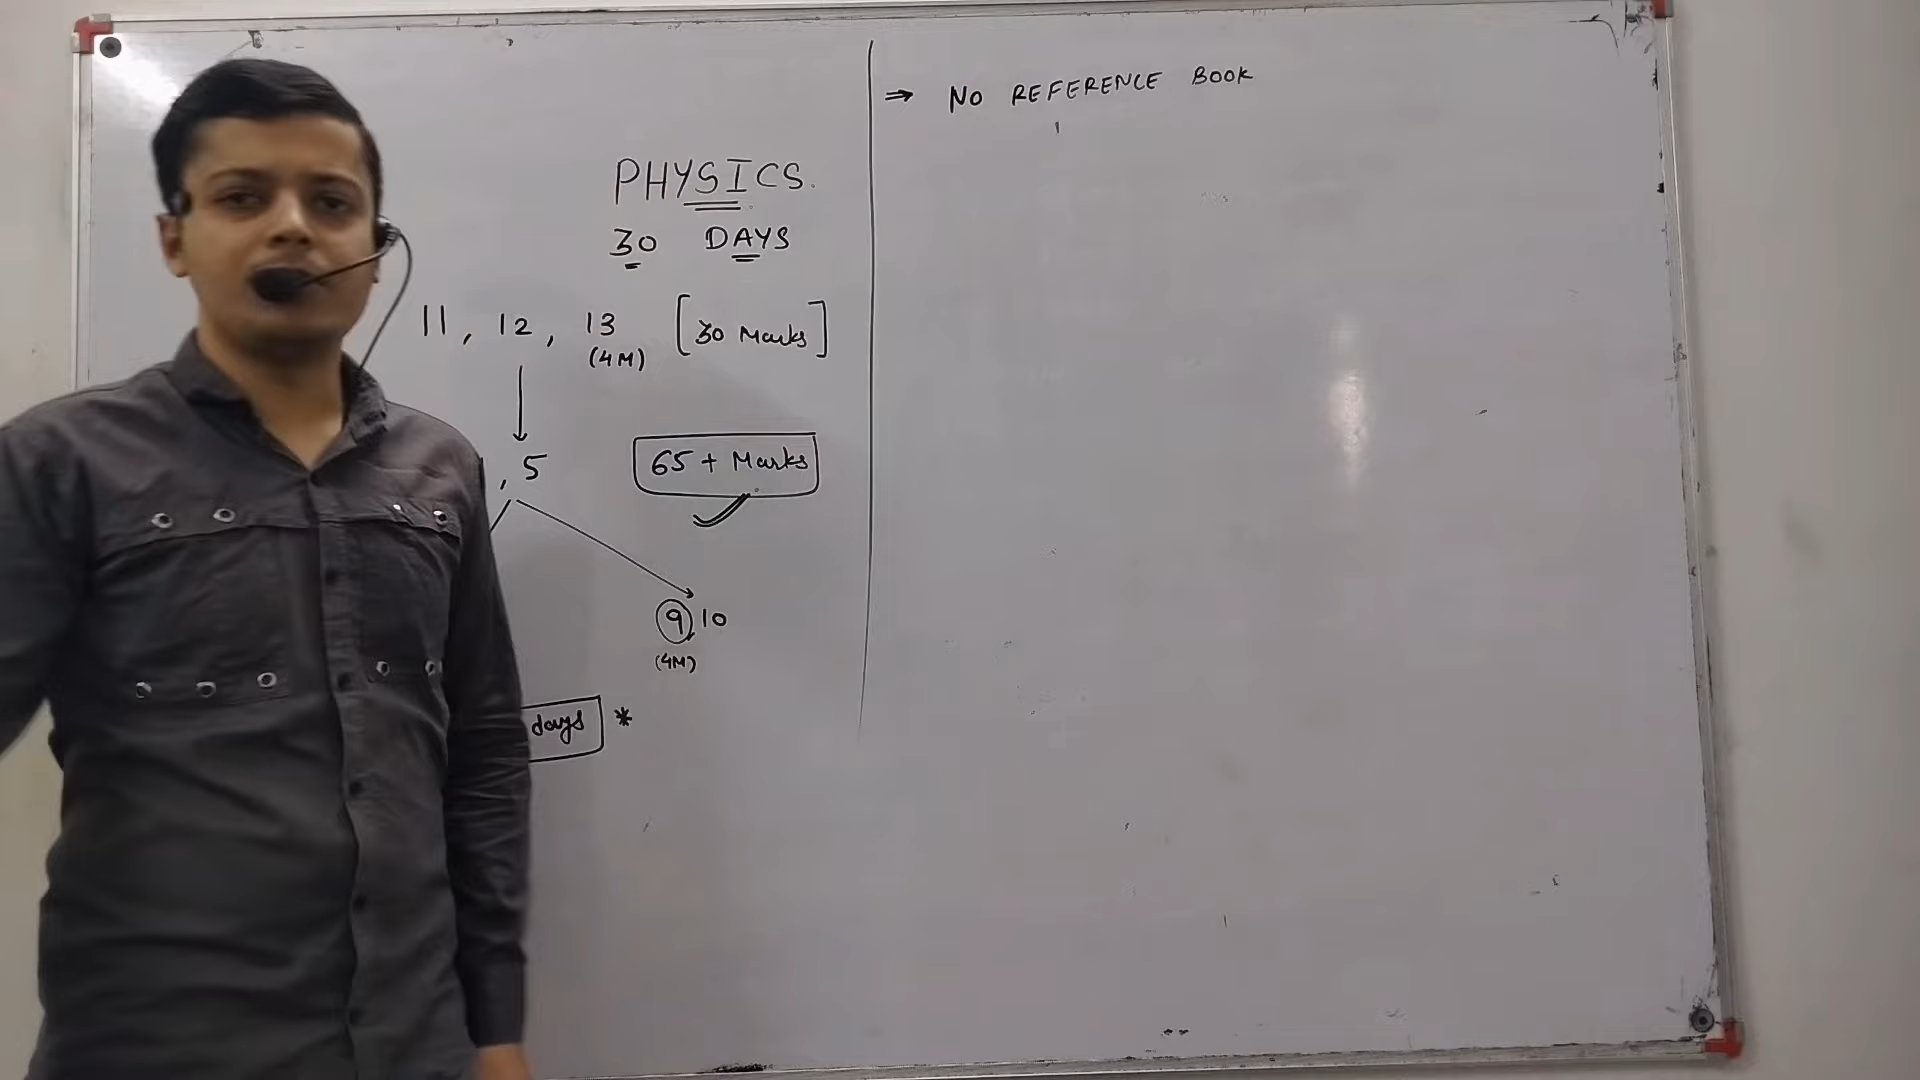 PHYSICS.
30 DAYS
11, 12, 13 [30 Marks]
(4M)
, 5
65 + Marks
9, 10
(4M)
days *
⇒ NO REFERENCE BOOK